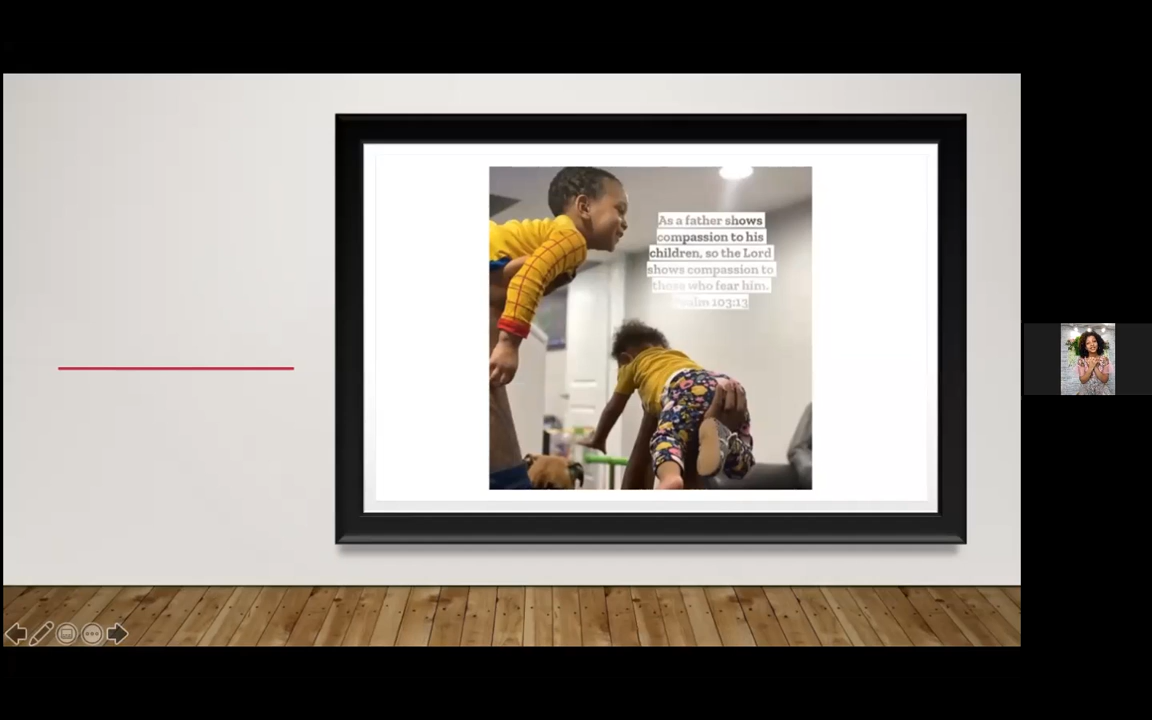 As a father shows
compassion to his
children, so the Lord
shows compassion to
those who fear him.
Psalm 103:13